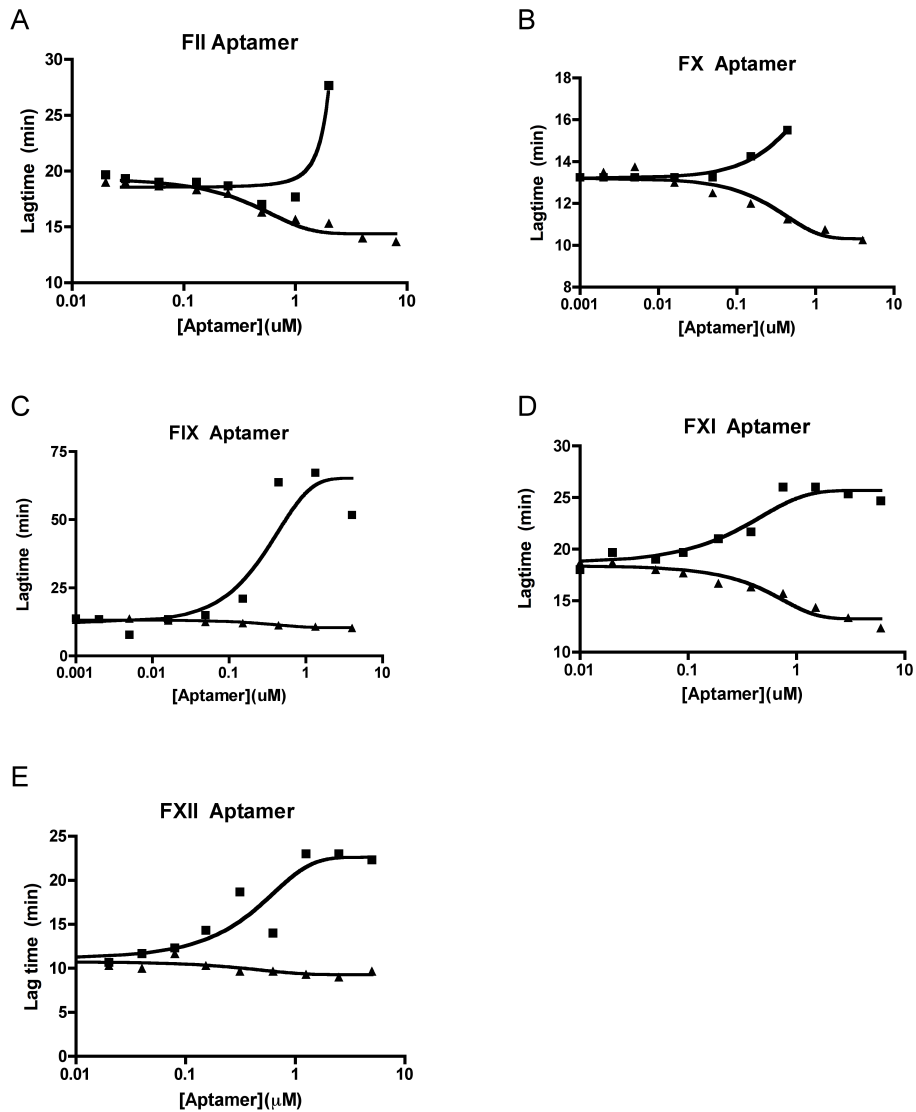 A
FII Aptamer
30
25
20
15
10
Lagtime (min)
0.01
0.1
1
10
[Aptamer](uM)
B
FX Aptamer
18
16
14
12
10
8
Lagtime (min)
0.001
0.01
0.1
1
10
[Aptamer](uM)
C
FIX Aptamer
75
50
25
0
Lagtime (min)
0.001
0.01
0.1
1
10
[Aptamer](uM)
D
FXI Aptamer
30
25
20
15
10
Lagtime (min)
0.01
0.1
1
10
[Aptamer](uM)
E
FXII Aptamer
25
20
15
10
5
0
Lag time (min)
0.01
0.1
1
10
[Aptamer](μM)